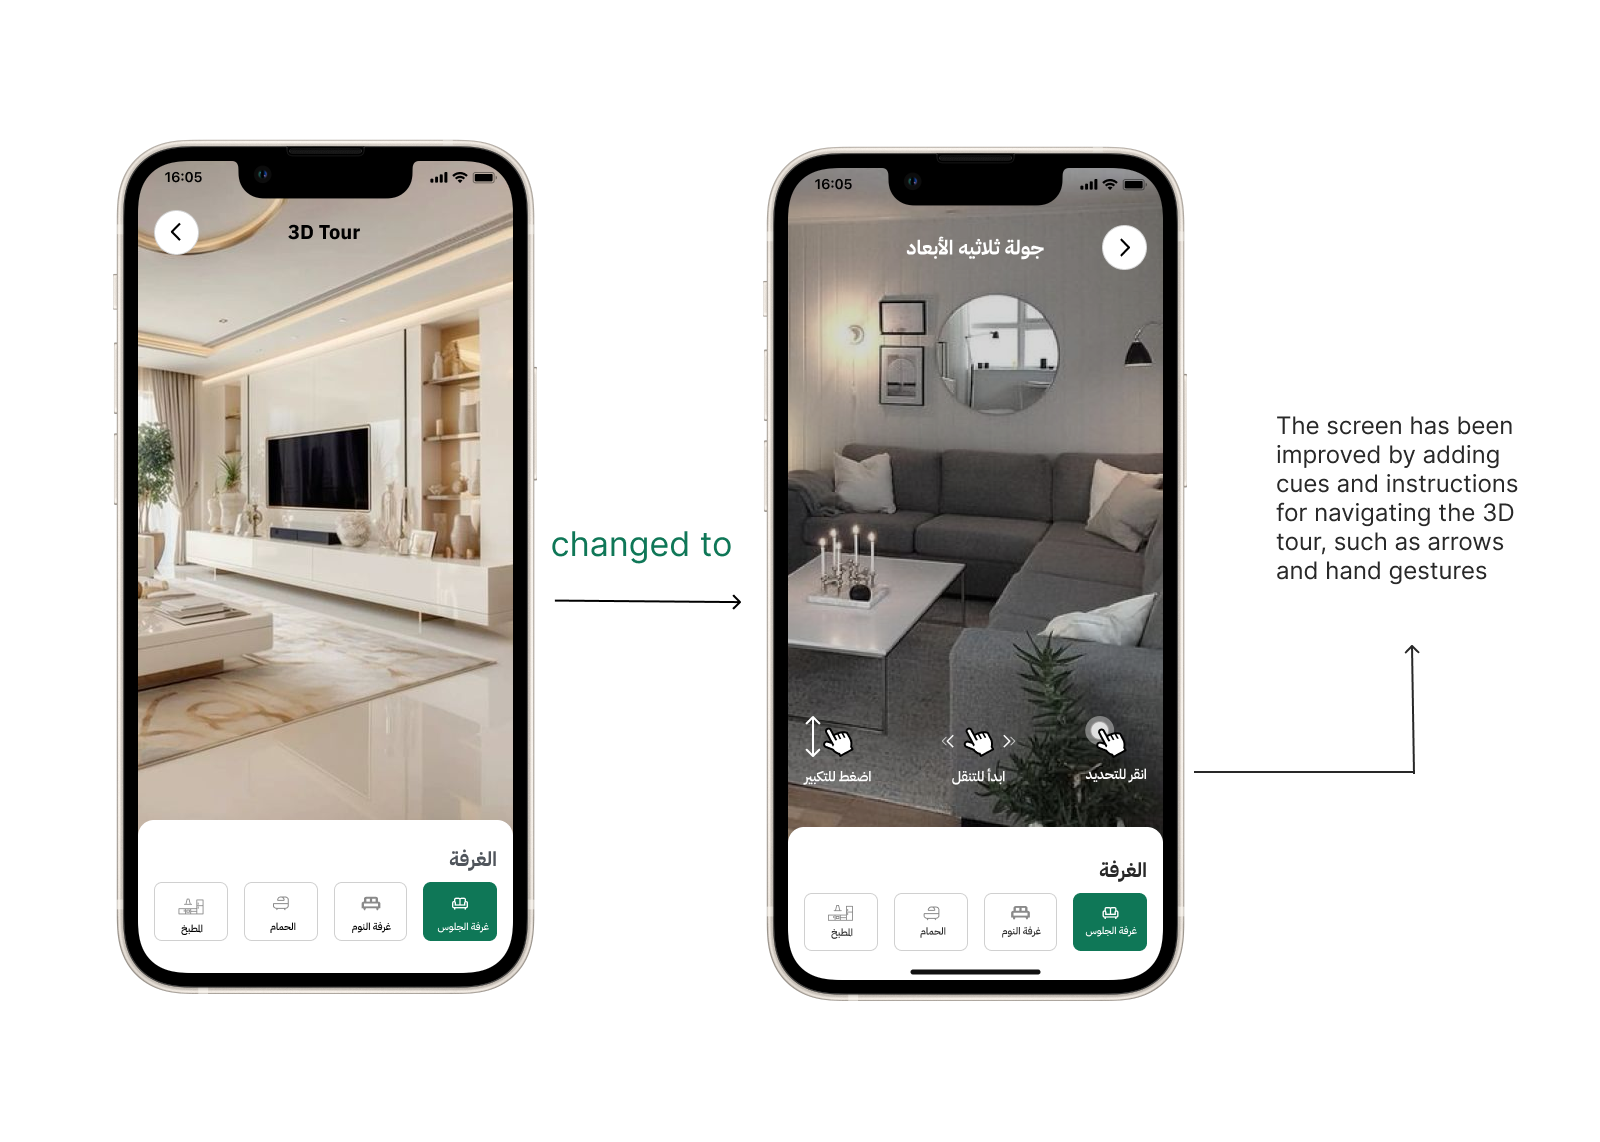 16:05
3D Tour
الغرفة
غرفة الجلوس
غرفة النوم
الحمام
المطبخ
changed to
16:05
جولة ثلاثيه الأبعاد
انقر للتحديد
ابدأ للتنقل
اضغط للتكبير
الغرفة
غرفة الجلوس
غرفة النوم
الحمام
المطبخ
The screen has been
improved by adding
cues and instructions
for navigating the 3D
tour, such as arrows
and hand gestures